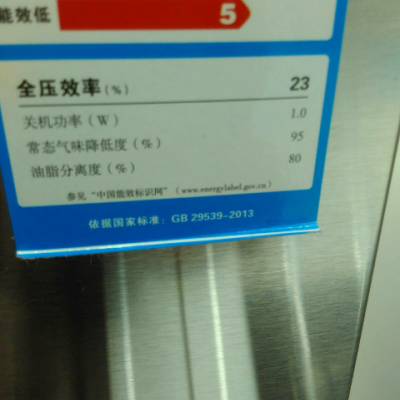 能效低 5
全压效率(%) 23
关机功率(W) 1.0
常态气味降低度(%) 95
油脂分离度(%) 80
参见“中国能效标识网”(www.energylabel.gov.cn)
依据国家标准: GB 29539-2013